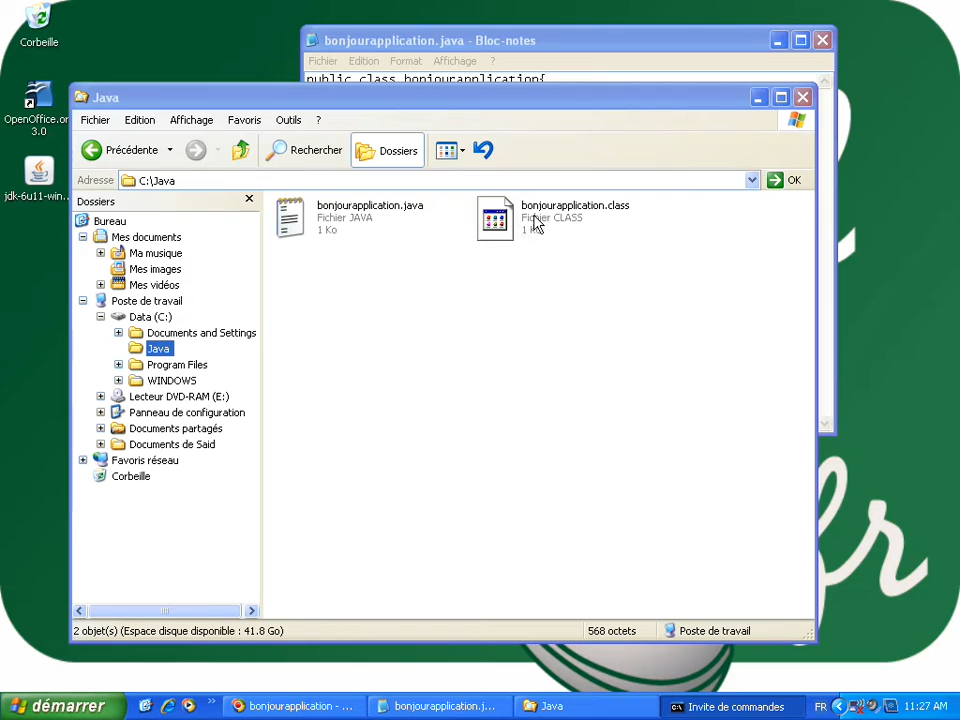 Corbeille
OpenOffice.or
3.0
jdk-6u11-win...
bonjourapplication.java - Bloc-notes
Fichier Edition Format Affichage ?
public class bonjourapplication{
Java
Fichier Edition Affichage Favoris Outils ?
Précédente Rechercher Dossiers
Adresse C:\Java OK
Dossiers
Bureau
Mes documents
Ma musique
Mes images
Mes vidéos
Poste de travail
Data (C:)
Documents and Settings
Java
Program Files
WINDOWS
Lecteur DVD-RAM (E:)
Panneau de configuration
Documents partagés
Documents de Said
Favoris réseau
Corbeille
bonjourapplication.java
Fichier JAVA
1 Ko
bonjourapplication.class
Fichier CLASS
1 Ko
2 objet(s) (Espace disque disponible : 41.8 Go) 568 octets Poste de travail
démarrer bonjourapplication - ... bonjourapplication.j... Java Invite de commandes FR 11:27 AM